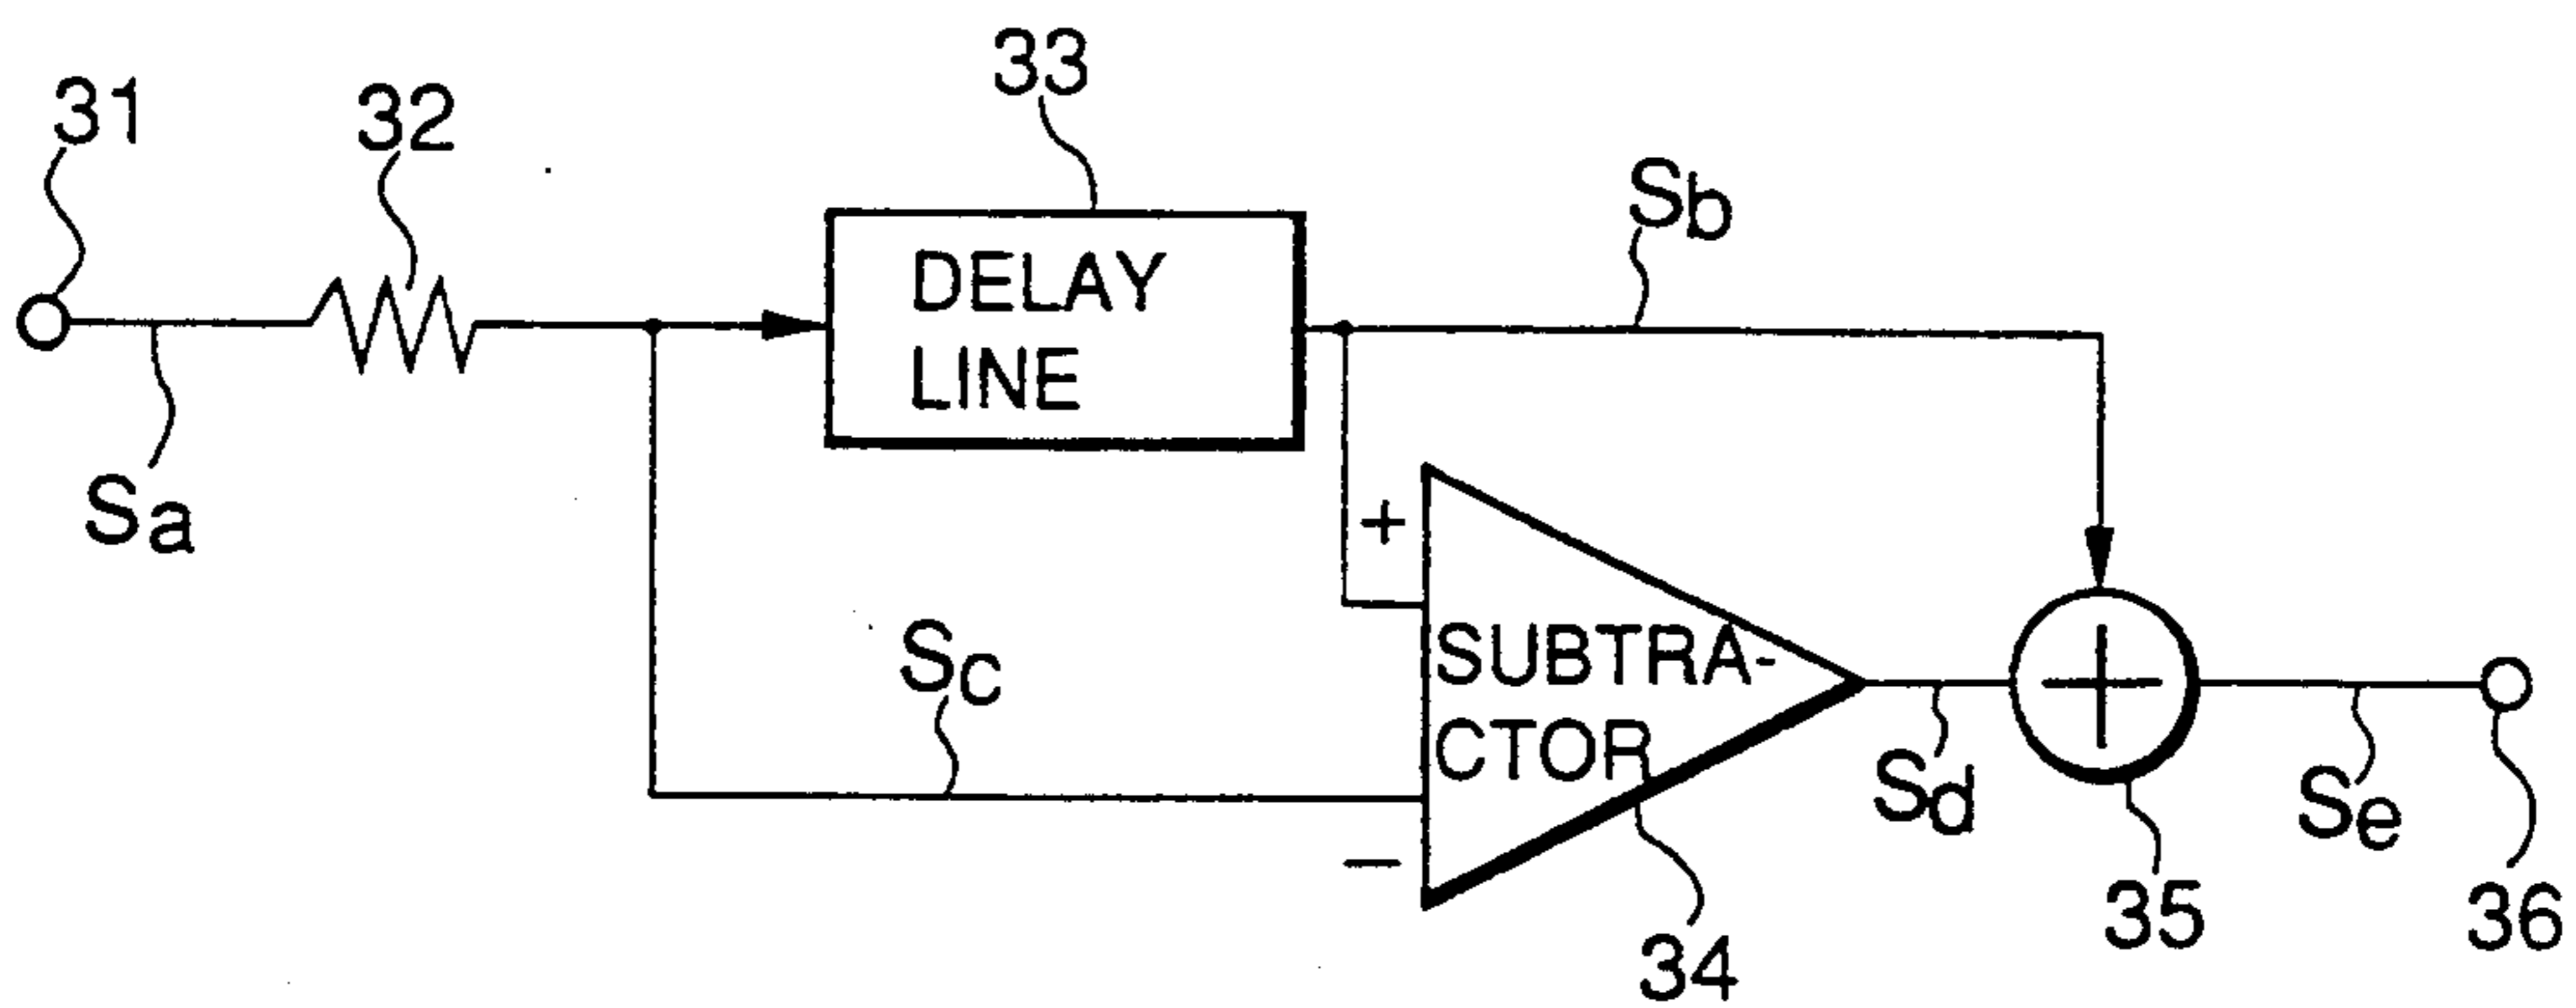 33
31
32
Sb
DELAY
LINE
Sa
+
Sc
SUBTRA-
CTOR
Sd
Se
−
35
36
34